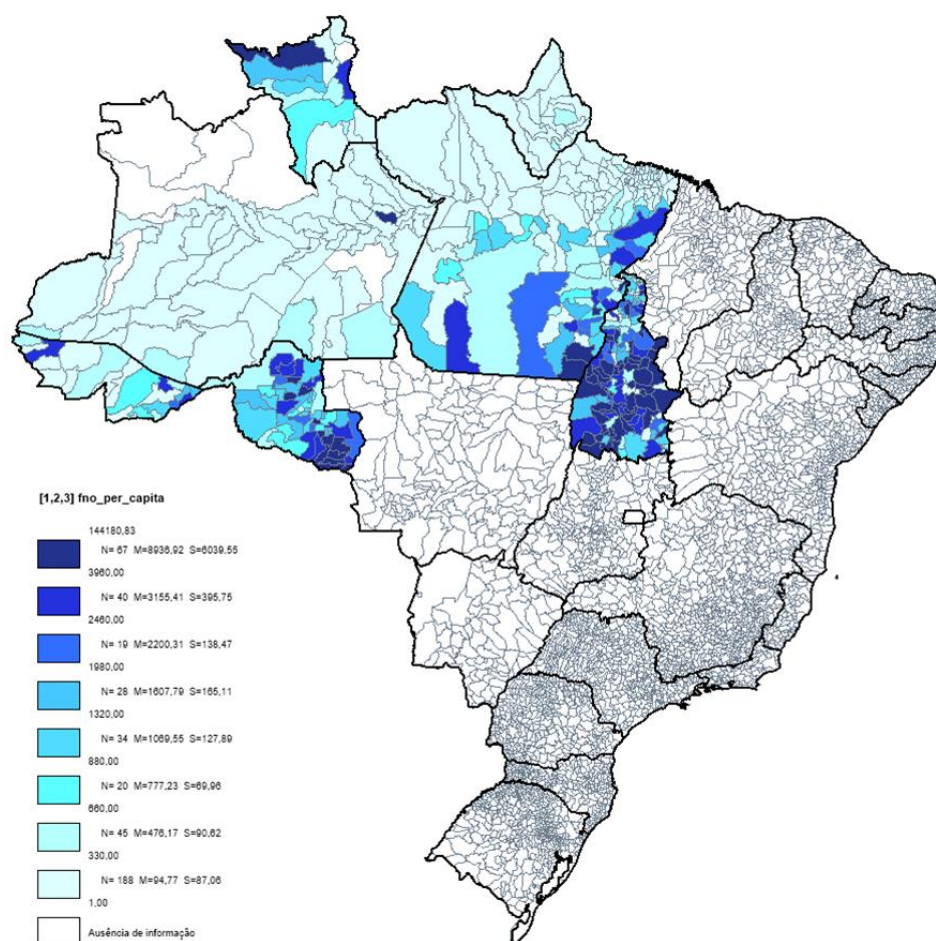 [1,2,3] fno_per_capita
144180,83
N= 67 M=8936,92 S=6039,55
3960,00
N= 40 M=3155,41 S=395,75
2460,00
N= 19 M=2200,31 S=138,47
1980,00
N= 28 M=1607,79 S=165,11
1320,00
N= 34 M=1069,55 S=127,89
880,00
N= 20 M=777,23 S=69,96
660,00
N= 45 M=476,17 S=90,62
330,00
N= 188 M=94,77 S=87,06
1,00
Ausência de informação